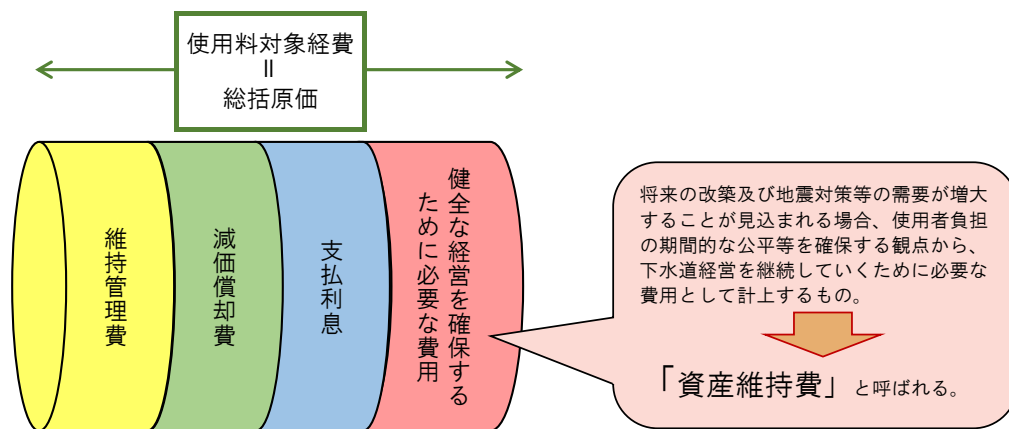 使用料対象経費
＝
総括原価
維持管理費
減価償却費
支払利息
健全な経営を確保する
ために必要な費用
将来の改築及び地震対策等の需要が増大
することが見込まれる場合、使用者負担
の期間的な公平等を確保する観点から、
下水道経営を継続していくために必要な
費用として計上するもの。
「資産維持費」と呼ばれる。